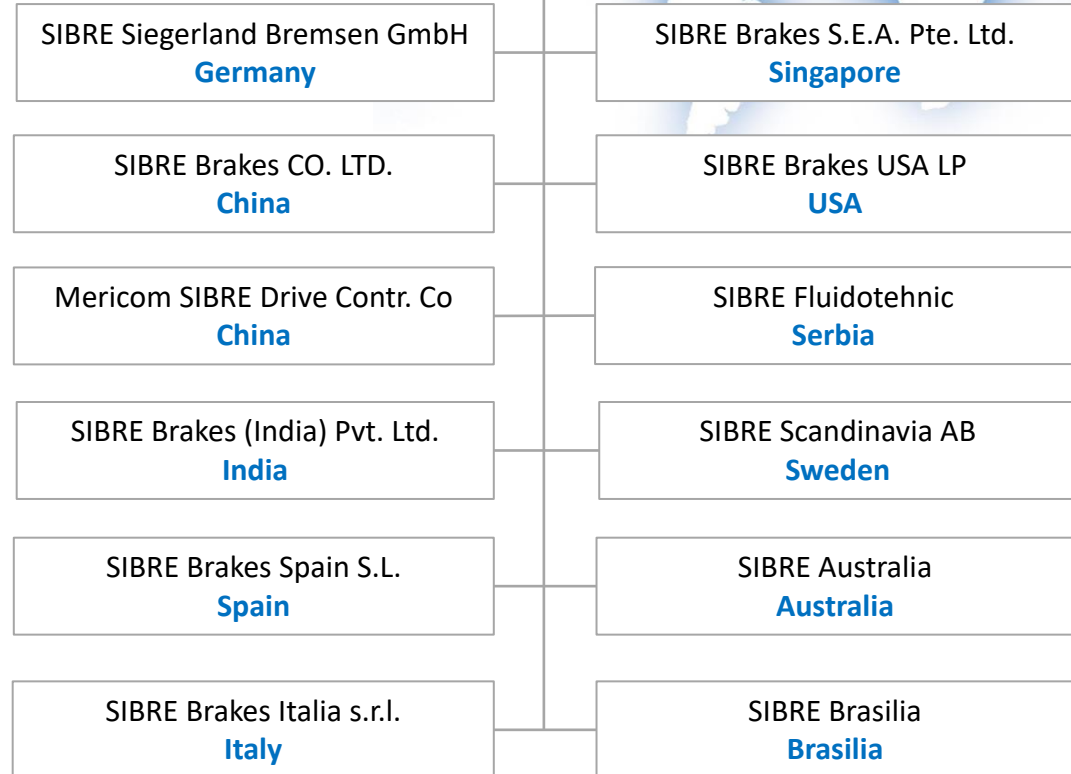 SIBRE Siegerland Bremsen GmbH
Germany
SIBRE Brakes S.E.A. Pte. Ltd.
Singapore
SIBRE Brakes CO. LTD.
China
SIBRE Brakes USA LP
USA
Mericom SIBRE Drive Contr. Co
China
SIBRE Fluidotehnic
Serbia
SIBRE Brakes (India) Pvt. Ltd.
India
SIBRE Scandinavia AB
Sweden
SIBRE Brakes Spain S.L.
Spain
SIBRE Australia
Australia
SIBRE Brakes Italia s.r.l.
Italy
SIBRE Brasilia
Brasilia